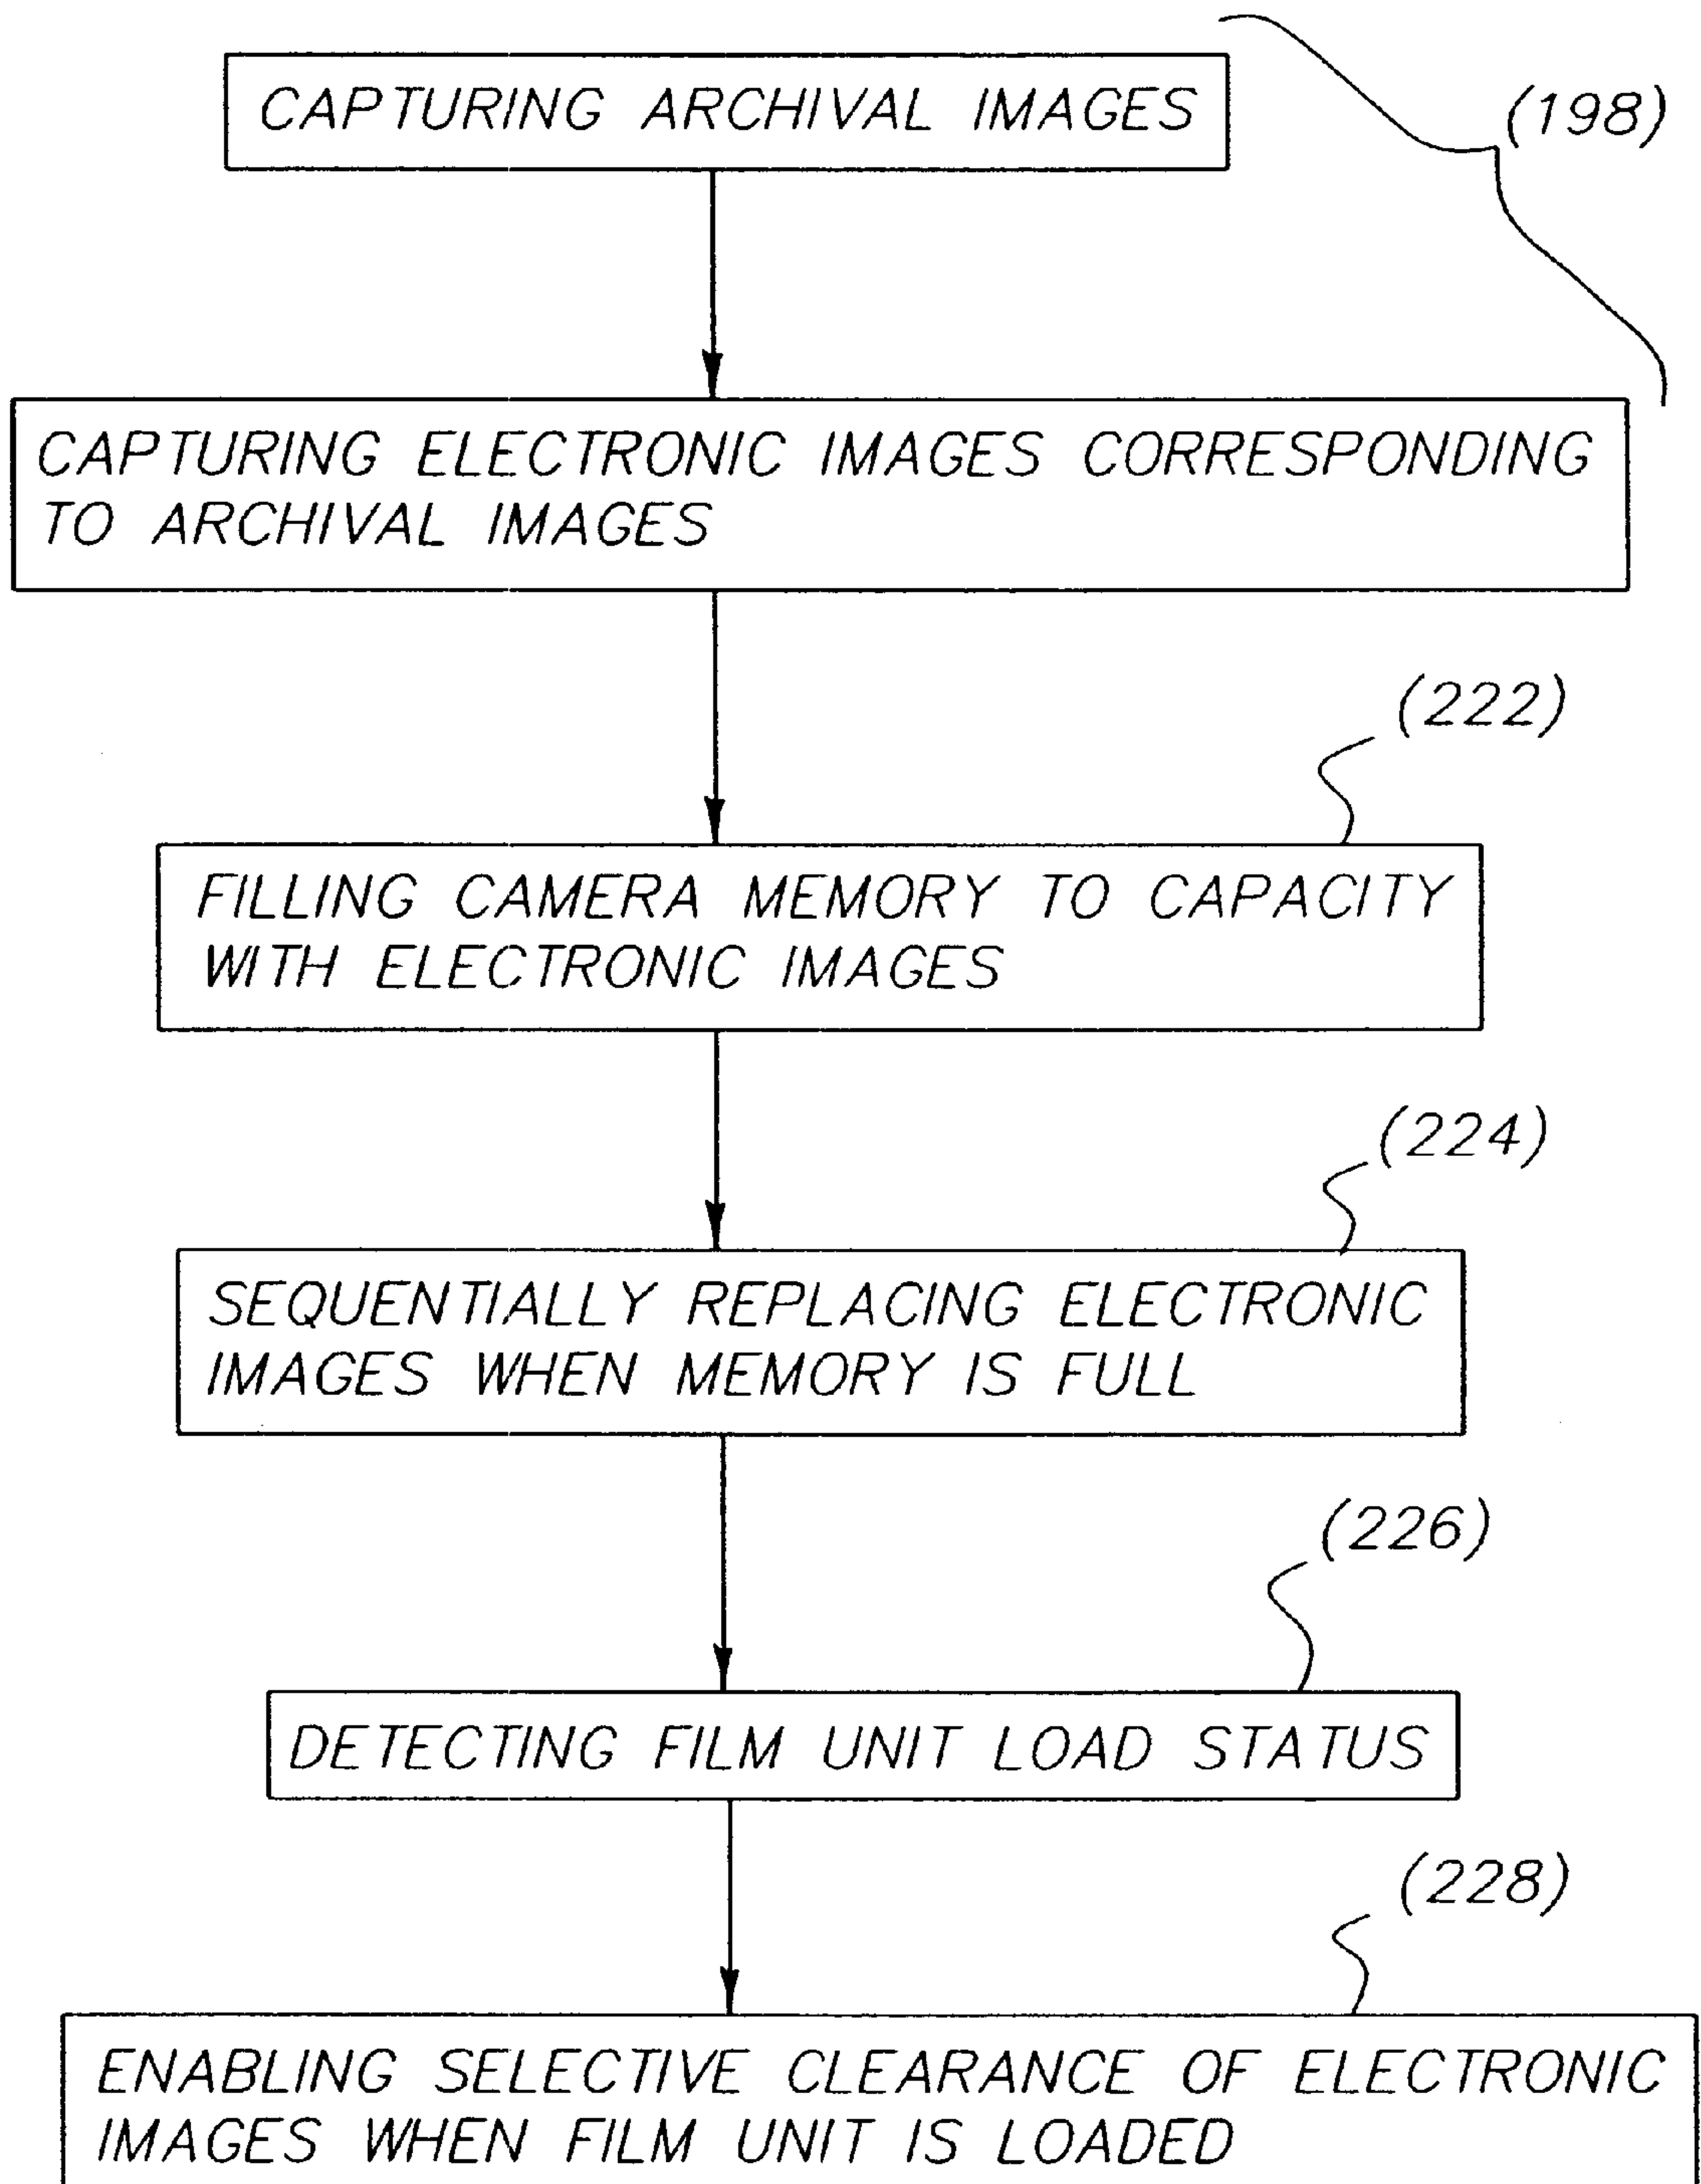 CAPTURING ARCHIVAL IMAGES
(198)
CAPTURING ELECTRONIC IMAGES CORRESPONDING
TO ARCHIVAL IMAGES
(222)
FILLING CAMERA MEMORY TO CAPACITY
WITH ELECTRONIC IMAGES
(224)
SEQUENTIALLY REPLACING ELECTRONIC
IMAGES WHEN MEMORY IS FULL
(226)
DETECTING FILM UNIT LOAD STATUS
(228)
ENABLING SELECTIVE CLEARANCE OF ELECTRONIC
IMAGES WHEN FILM UNIT IS LOADED